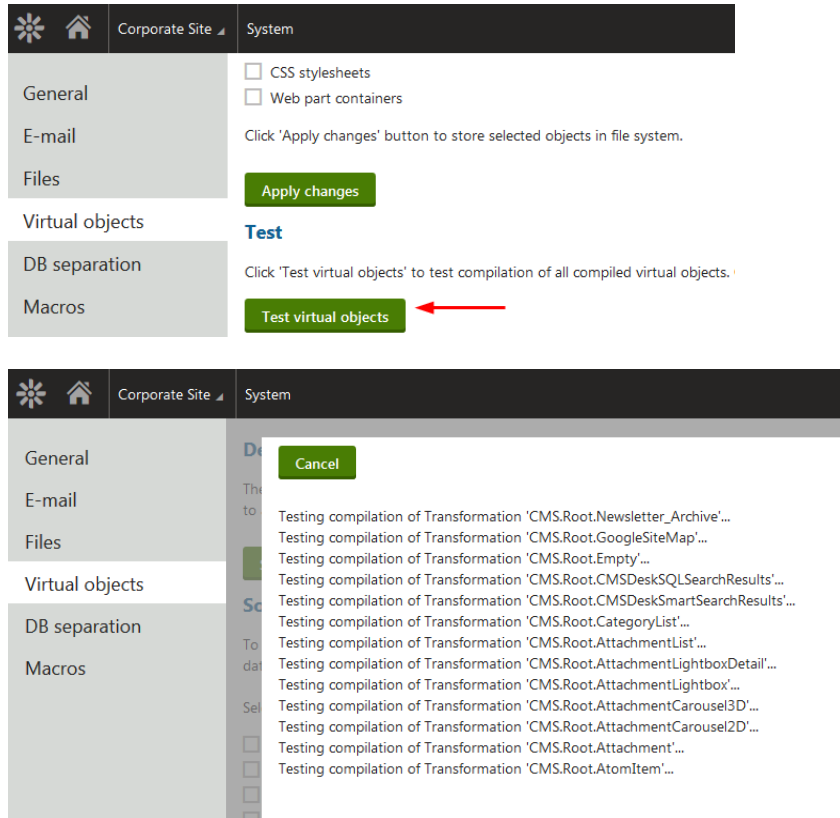 Corporate Site
System
General
E-mail
Files
Virtual objects
DB separation
Macros
CSS stylesheets
Web part containers
Click 'Apply changes' button to store selected objects in file system.
Apply changes
Test
Click 'Test virtual objects' to test compilation of all compiled virtual objects.
Test virtual objects
Corporate Site
System
General
E-mail
Files
Virtual objects
DB separation
Macros
De
The
to
Sc
To
dat
Sel
Cancel
Testing compilation of Transformation 'CMS.Root.Newsletter_Archive'...
Testing compilation of Transformation 'CMS.Root.GoogleSiteMap'...
Testing compilation of Transformation 'CMS.Root.Empty'...
Testing compilation of Transformation 'CMS.Root.CMSDeskSQLSearchResults'...
Testing compilation of Transformation 'CMS.Root.CMSDeskSmartSearchResults'...
Testing compilation of Transformation 'CMS.Root.CategoryList'...
Testing compilation of Transformation 'CMS.Root.AttachmentList'...
Testing compilation of Transformation 'CMS.Root.AttachmentLightboxDetail'...
Testing compilation of Transformation 'CMS.Root.AttachmentLightbox'...
Testing compilation of Transformation 'CMS.Root.AttachmentCarousel3D'...
Testing compilation of Transformation 'CMS.Root.AttachmentCarousel2D'...
Testing compilation of Transformation 'CMS.Root.Attachment'...
Testing compilation of Transformation 'CMS.Root.AtomItem'...